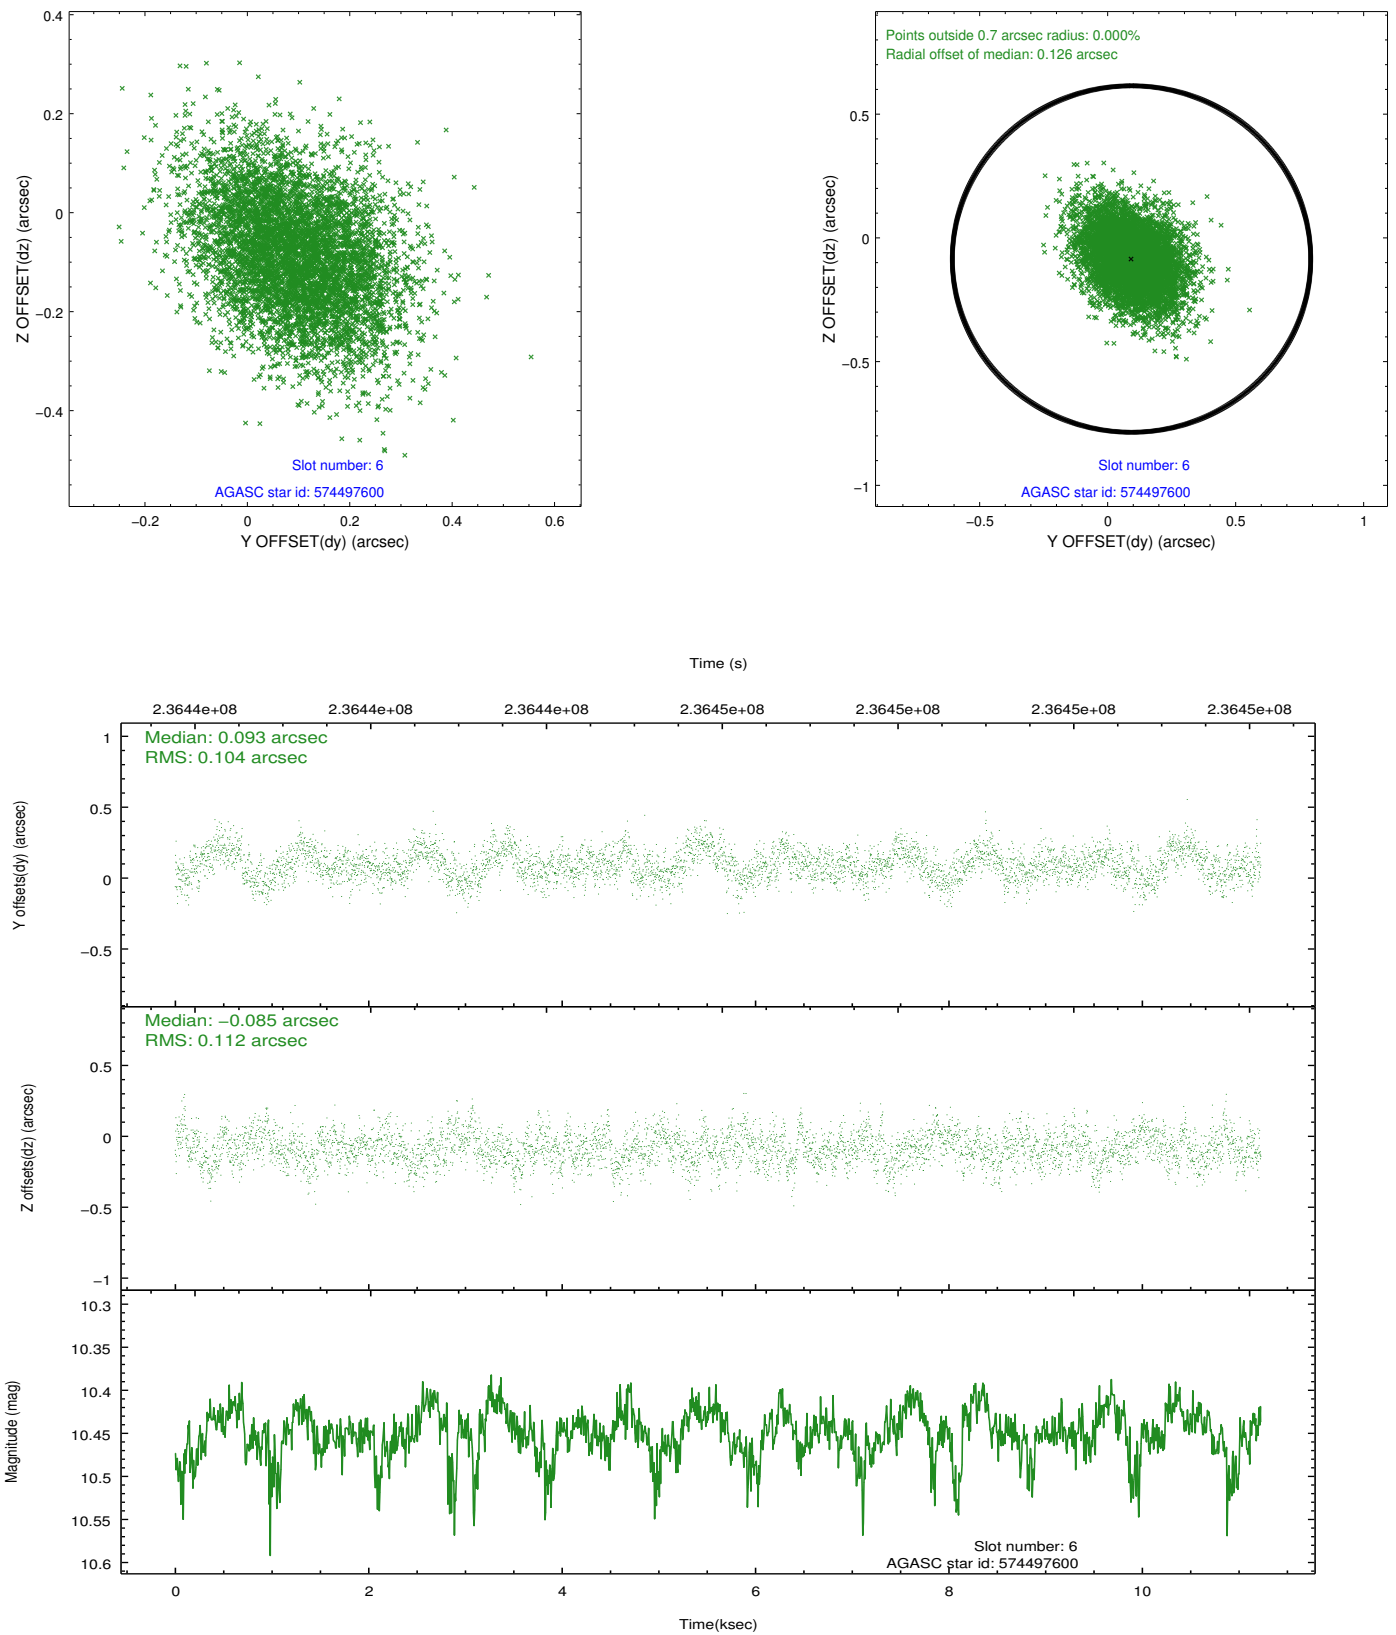 0.4
0.2
0
−0.2
−0.4
Z OFFSET(dz) (arcsec)
Slot number: 6
AGASC star id: 574497600
−0.2 0 0.2 0.4 0.6
Y OFFSET(dy) (arcsec)
Points outside 0.7 arcsec radius: 0.000%
Radial offset of median: 0.126 arcsec
0.5
0
−0.5
−1
Z OFFSET(dz) (arcsec)
Slot number: 6
AGASC star id: 574497600
−0.5 0 0.5 1
Y OFFSET(dy) (arcsec)
Time (s)
2.3644e+08 2.3644e+08 2.3644e+08 2.3645e+08 2.3645e+08 2.3645e+08 2.3645e+08
Median: 0.093 arcsec
RMS: 0.104 arcsec
1
0.5
0
−0.5
Y offsets(dy) (arcsec)
Median: −0.085 arcsec
RMS: 0.112 arcsec
0.5
0
−0.5
−1
Z offsets(dz) (arcsec)
10.3
10.35
10.4
10.45
10.5
10.55
10.6
Magnitude (mag)
Slot number: 6
AGASC star id: 574497600
0 2 4 6 8 10
Time(ksec)